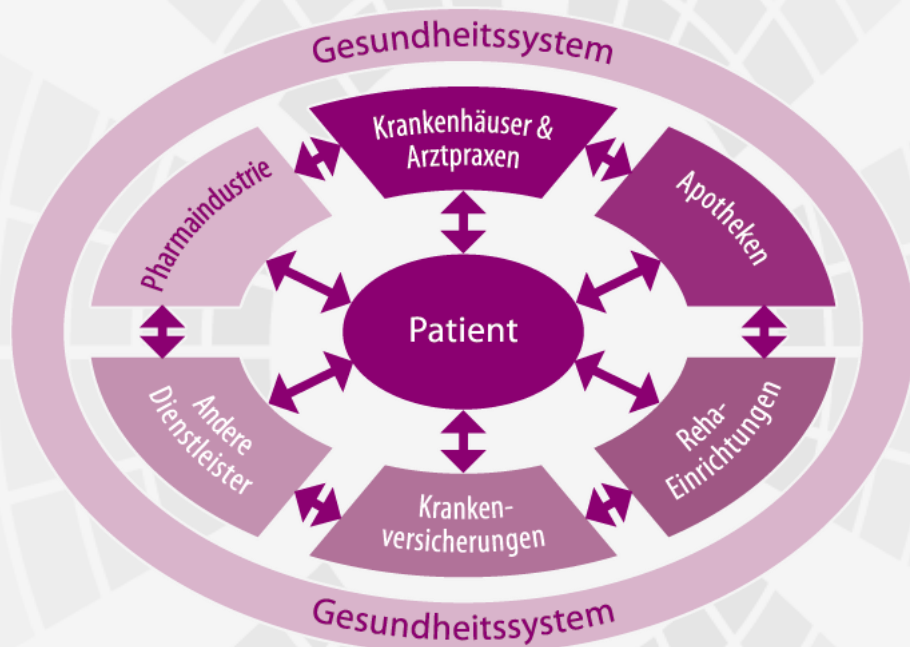 Gesundheitssystem
Krankenhäuser &
Arztpraxen
Pharmaindustrie
Apotheken
Patient
Andere
Dienstleister
Reha-
Einrichtungen
Kranken-
versicherungen
Gesundheitssystem